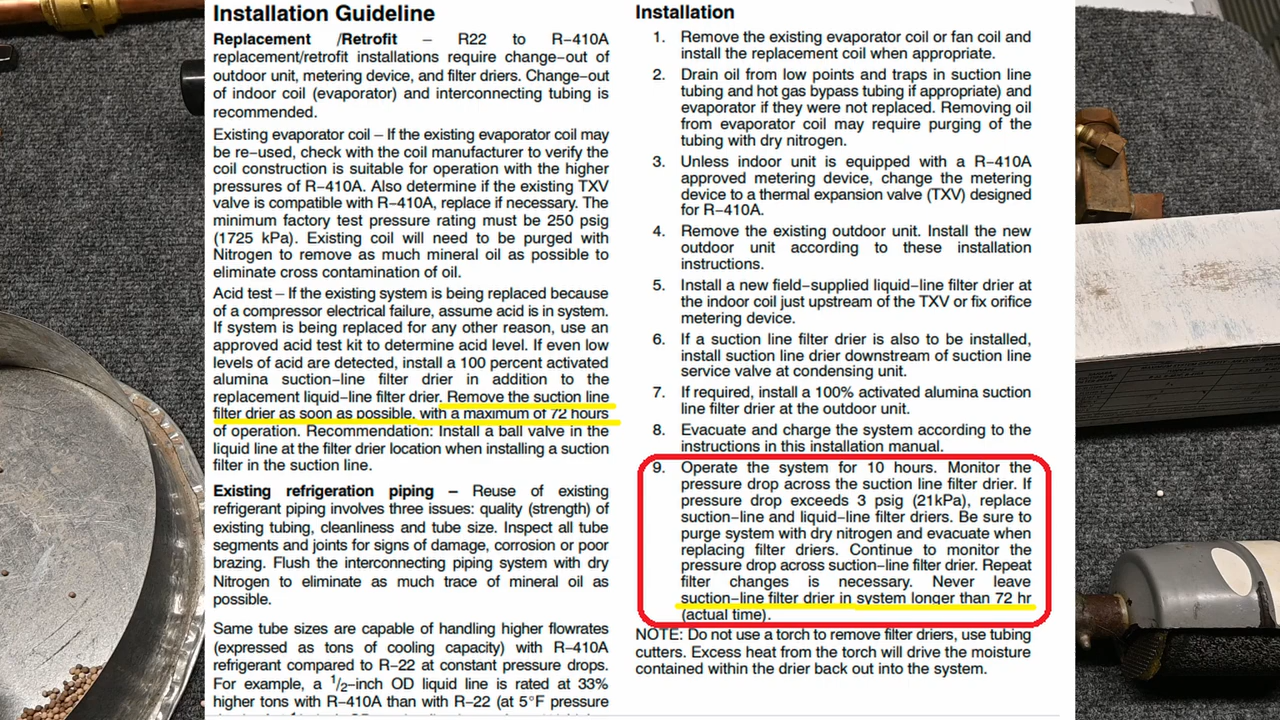 Installation Guideline
Replacement /Retrofit – R22 to R–410A
replacement/retrofit installations require change–out of
outdoor unit, metering device, and filter driers. Change–out
of indoor coil (evaporator) and interconnecting tubing is
recommended.
Existing evaporator coil – If the existing evaporator coil may
be re–used, check with the coil manufacturer to verify the
coil construction is suitable for operation with the higher
pressures of R–410A. Also determine if the existing TXV
valve is compatible with R–410A, replace if necessary. The
minimum factory test pressure rating must be 250 psig
(1725 kPa). Existing coil will need to be purged with
Nitrogen to remove as much mineral oil as possible to
eliminate cross contamination of oil.
Acid test – If the existing system is being replaced because
of a compressor electrical failure, assume acid is in system.
If system is being replaced for any other reason, use an
approved acid test kit to determine acid level. If even low
levels of acid are detected, install a 100 percent activated
alumina suction–line filter drier in addition to the
replacement liquid–line filter drier. Remove the suction line
filter drier as soon as possible, with a maximum of 72 hours
of operation. Recommendation: Install a ball valve in the
liquid line at the filter drier location when installing a suction
filter in the suction line.
Existing refrigeration piping – Reuse of existing
refrigerant piping involves three issues: quality (strength) of
existing tubing, cleanliness and tube size. Inspect all tube
segments and joints for signs of damage, corrosion or poor
brazing. Flush the interconnecting piping system with dry
Nitrogen to eliminate as much trace of mineral oil as
possible.
Same tube sizes are capable of handling higher flowrates
(expressed as tons of cooling capacity) with R–410A
refrigerant compared to R–22 at constant pressure drops.
For example, a 1/2–inch OD liquid line is rated at 33%
higher tons with R–410A than with R–22 (at 5°F pressure
Installation
1. Remove the existing evaporator coil or fan coil and
install the replacement coil when appropriate.
2. Drain oil from low points and traps in suction line
tubing and hot gas bypass tubing if appropriate) and
evaporator if they were not replaced. Removing oil
from evaporator coil may require purging of the
tubing with dry nitrogen.
3. Unless indoor unit is equipped with a R–410A
approved metering device, change the metering
device to a thermal expansion valve (TXV) designed
for R–410A.
4. Remove the existing outdoor unit. Install the new
outdoor unit according to these installation
instructions.
5. Install a new field–supplied liquid–line filter drier at
the indoor coil just upstream of the TXV or fix orifice
metering device.
6. If a suction line filter drier is also to be installed,
install suction line drier downstream of suction line
service valve at condensing unit.
7. If required, install a 100% activated alumina suction
line filter drier at the outdoor unit.
8. Evacuate and charge the system according to the
instructions in this installation manual.
9. Operate the system for 10 hours. Monitor the
pressure drop across the suction line filter drier. If
pressure drop exceeds 3 psig (21kPa), replace
suction–line and liquid–line filter driers. Be sure to
purge system with dry nitrogen and evacuate when
replacing filter driers. Continue to monitor the
pressure drop across suction–line filter drier. Repeat
filter changes is necessary. Never leave
suction–line filter drier in system longer than 72 hr
(actual time).
NOTE: Do not use a torch to remove filter driers, use tubing
cutters. Excess heat from the torch will drive the moisture
contained within the drier back out into the system.